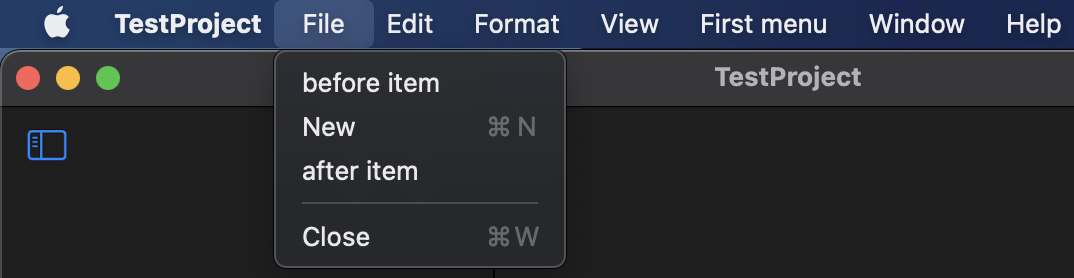 TestProject File Edit Format View First menu Window Help
TestProject
before item
New ⌘ N
after item
Close ⌘ W